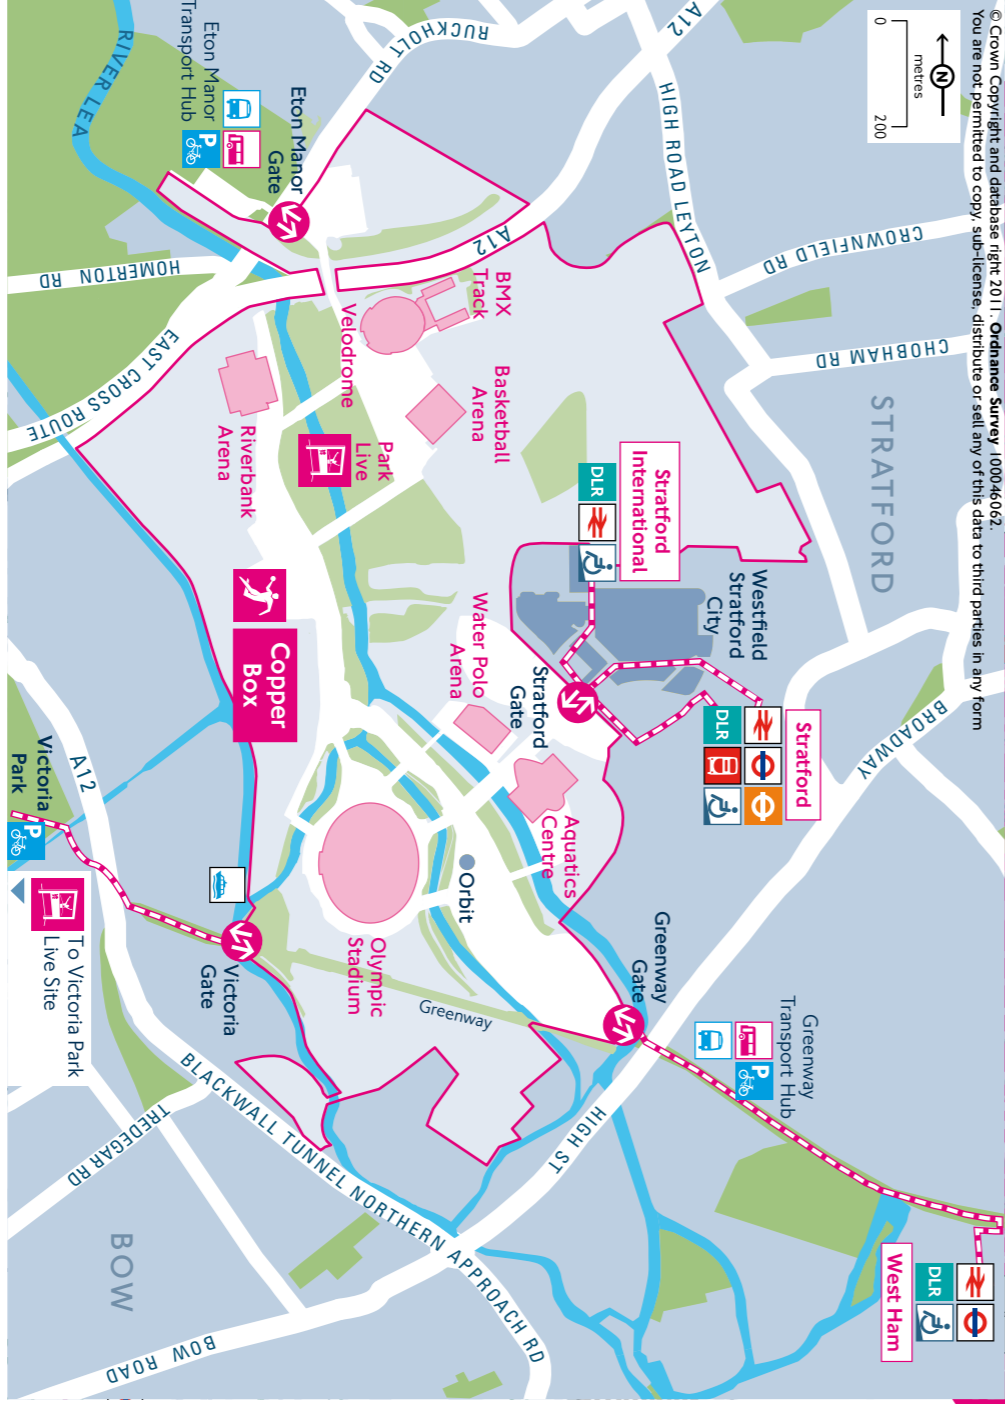 © Crown Copyright and database right 2011. Ordnance Survey 100046062.
You are not permitted to copy, sub-license, distribute or sell any of this data to third parties in any form
N
metres
0
200
A12
RUCKHOLT RD
RIVER LEA
Eton Manor
Transport Hub
P
Eton Manor
Gate
HIGH ROAD LEYTON
CROWNFIELD RD
CHOBHAM RD
A12
HOMERTON RD
EAST CROSS ROUTE
BMX
Track
Velodrome
Basketball
Arena
Riverbank
Arena
Park
Live
STRATFORD
Stratford
International
DLR
Westfield
Stratford
City
Copper
Box
Water Polo
Arena
Stratford
Gate
Stratford
DLR
BROADWAY
Aquatics
Centre
Orbit
Olympic
Stadium
Greenway
Greenway
Gate
Greenway
Transport Hub
P
Victoria
Park
P
A12
To Victoria Park
Live Site
Victoria
Gate
HIGH ST
BLACKWALL TUNNEL NORTHERN APPROACH RD
TREDEGAR RD
BOW
BOW ROAD
West Ham
DLR